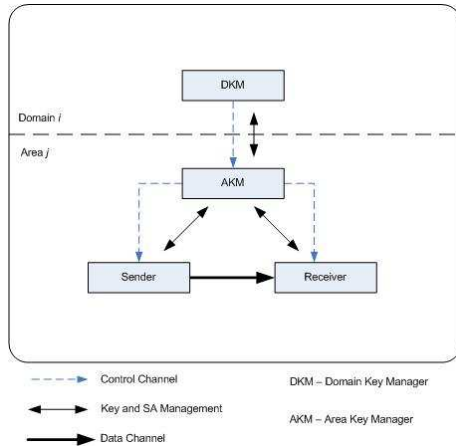 DKM
Domain i
Area j
AKM
Sender
Receiver
Control Channel
DKM – Domain Key Manager
Key and SA Management
AKM – Area Key Manager
Data Channel